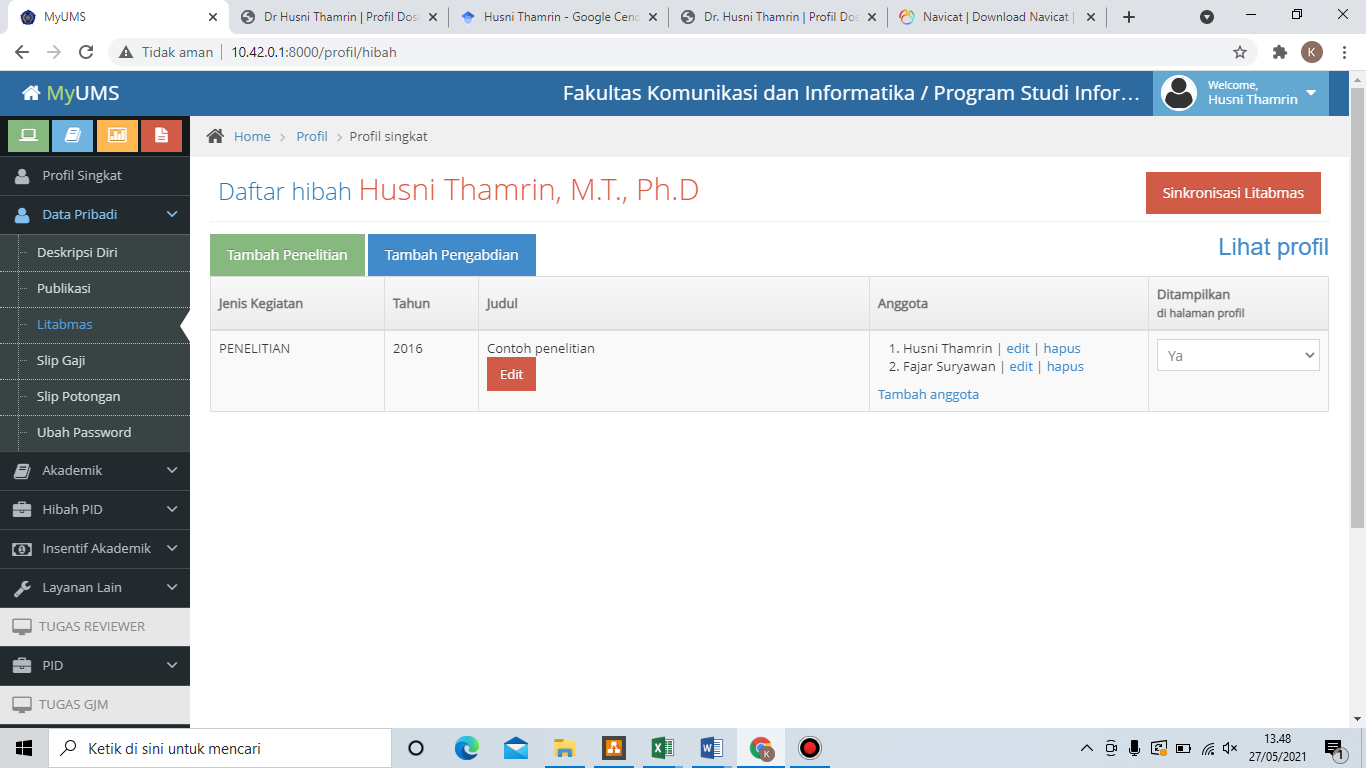 MyUMS
Dr Husni Thamrin | Profil Dos
Husni Thamrin - Google Cend
Dr. Husni Thamrin | Profil Dos
Navicat | Download Navicat |
Tidak aman | 10.42.0.1:8000/profil/hibah
K
MyUMS
Fakultas Komunikasi dan Informatika / Program Studi Infor...
Welcome,
Husni Thamrin
Home > Profil > Profil singkat
Profil Singkat
Data Pribadi
Deskripsi Diri
Publikasi
Litabmas
Slip Gaji
Slip Potongan
Ubah Password
Akademik
Hibah PID
Insentif Akademik
Layanan Lain
TUGAS REVIEWER
PID
TUGAS GJM
Daftar hibah Husni Thamrin, M.T., Ph.D
Sinkronisasi Litabmas
Tambah Penelitian
Tambah Pengabdian
Lihat profil
Jenis Kegiatan
Tahun
Judul
Anggota
Ditampilkan
di halaman profil
PENELITIAN
2016
Contoh penelitian
Edit
1. Husni Thamrin | edit | hapus
2. Fajar Suryawan | edit | hapus
Tambah anggota
Ya
Ketik di sini untuk mencari
K
13.48
27/05/2021
1